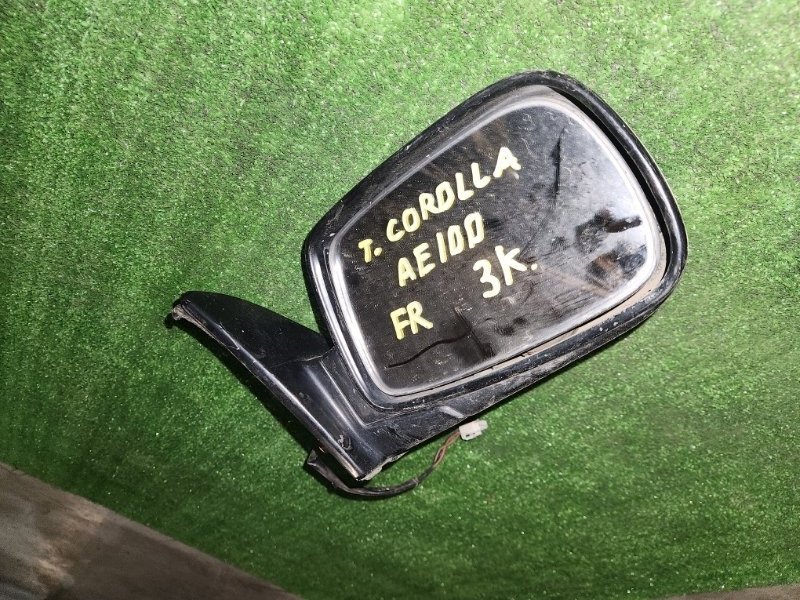 T. COROLLA
AE100
FR 3K.